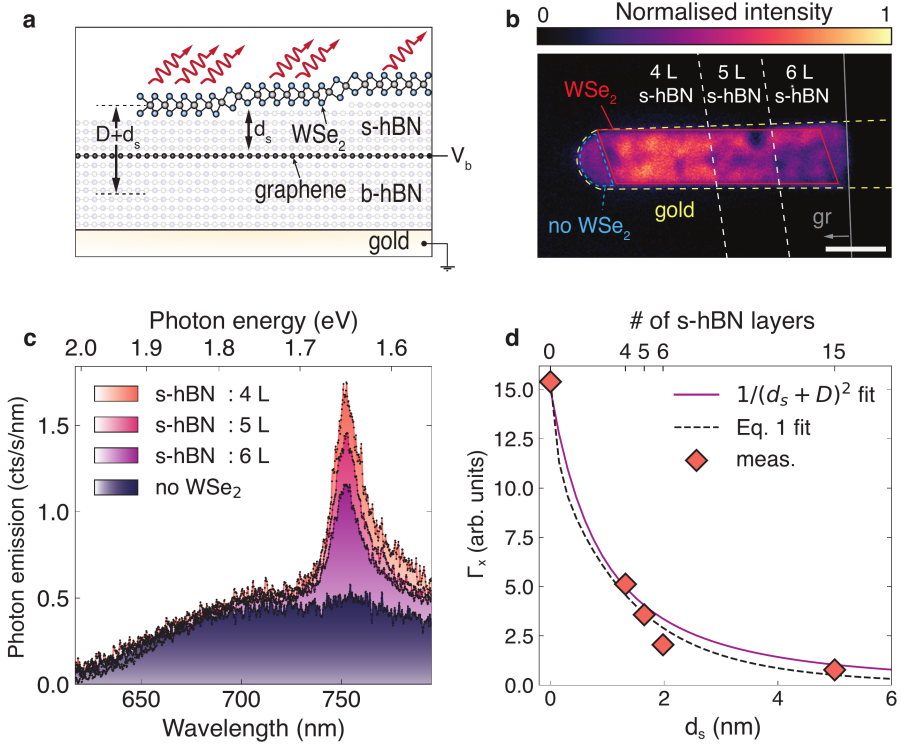 a
D+dₛ
dₛ
WSe₂
s-hBN
graphene
V_b
b-hBN
gold
b
Normalised intensity
0
1
4 L
s-hBN
5 L
s-hBN
6 L
s-hBN
WSe₂
no WSe₂
gold
gr
c
Photon energy (eV)
2.0 1.9 1.8 1.7 1.6
Photon emission (cts/s/nm)
1.5
1.0
0.5
0.0
s-hBN : 4 L
s-hBN : 5 L
s-hBN : 6 L
no WSe₂
650 700 750
Wavelength (nm)
d
# of s-hBN layers
0 4 5 6 15
Γₓ (arb. units)
15.0
12.5
10.0
7.5
5.0
2.5
0.0
1/(dₛ + D)² fit
Eq. 1 fit
meas.
0 2 4 6
dₛ (nm)